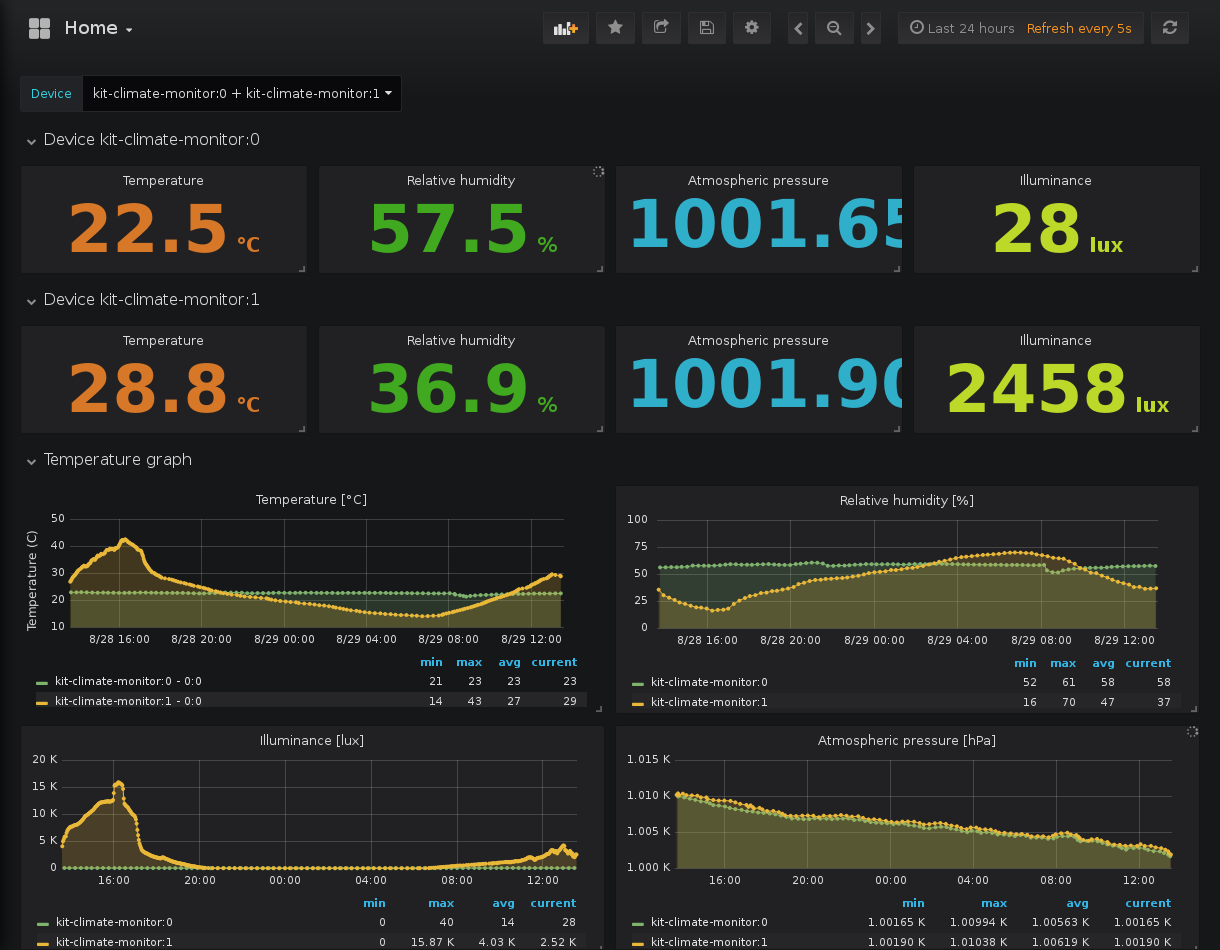 Home
Last 24 hours Refresh every 5s
Device kit-climate-monitor:0 + kit-climate-monitor:1
Device kit-climate-monitor:0
Temperature Relative humidity Atmospheric pressure Illuminance
22.5 °C 57.5 % 1001.65 28 lux
Device kit-climate-monitor:1
Temperature Relative humidity Atmospheric pressure Illuminance
28.8 °C 36.9 % 1001.90 2458 lux
Temperature graph
Temperature [°C]
Temperature (C)
50
40
30
20
10
8/28 16:00 8/28 20:00 8/29 00:00 8/29 04:00 8/29 08:00 8/29 12:00
min max avg current
kit-climate-monitor:0 - 0:0 21 23 23 23
kit-climate-monitor:1 - 0:0 14 43 27 29
Relative humidity [%]
100
75
50
25
0
8/28 16:00 8/28 20:00 8/29 00:00 8/29 04:00 8/29 08:00 8/29 12:00
min max avg current
kit-climate-monitor:0 52 61 58 58
kit-climate-monitor:1 16 70 47 37
Illuminance [lux]
20 K
15 K
10 K
5 K
0
16:00 20:00 00:00 04:00 08:00 12:00
min max avg current
kit-climate-monitor:0 0 40 14 28
kit-climate-monitor:1 0 15.87 K 4.03 K 2.52 K
Atmospheric pressure [hPa]
1.015 K
1.010 K
1.005 K
1.000 K
16:00 20:00 00:00 04:00 08:00 12:00
min max avg current
kit-climate-monitor:0 1.00165 K 1.00994 K 1.00563 K 1.00165 K
kit-climate-monitor:1 1.00190 K 1.01038 K 1.00619 K 1.00190 K